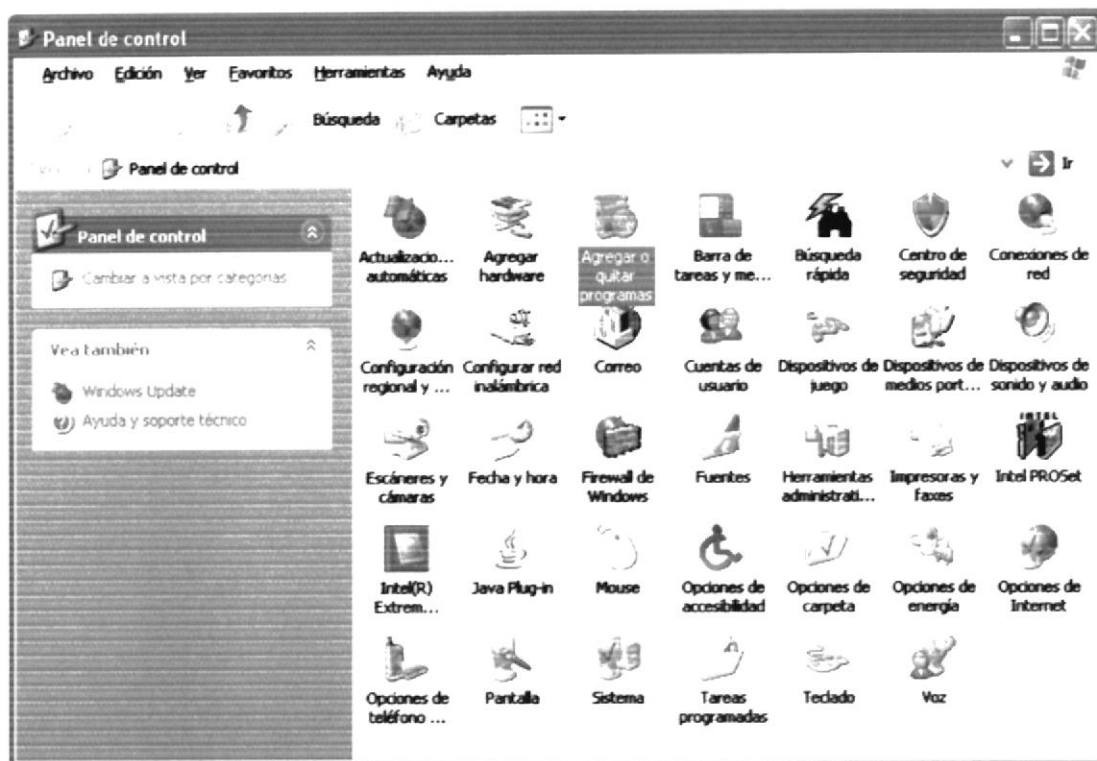 Panel de control
Archivo Edición Ver Favoritos Herramientas Ayuda
Búsqueda Carpetas
Panel de control Ir
Panel de control
Cambiar a vista por categorías
Vea también
Windows Update
Ayuda y soporte técnico
Actualizacio...
automáticas
Agregar
hardware
Agregar o
quitar
programas
Barra de
tareas y me...
Búsqueda
rápida
Centro de
seguridad
Conexiones de
red
Configuración
regional y ...
Configurar red
inalámbrica
Correo
Cuentas de
usuario
Dispositivos de
juego
Dispositivos de
medios port...
Dispositivos de
sonido y audio
Escáneres y
cámaras
Fecha y hora
Firewall de
Windows
Fuentes
Herramientas
administrati...
Impresoras y
faxes
INTEL
Intel PROSet
Intel(R)
Extrem...
Java Plug-in
Mouse
Opciones de
accesibilidad
Opciones de
carpeta
Opciones de
energía
Opciones de
Internet
Opciones de
teléfono ...
Pantalla
Sistema
Tareas
programadas
Teclado
Voz